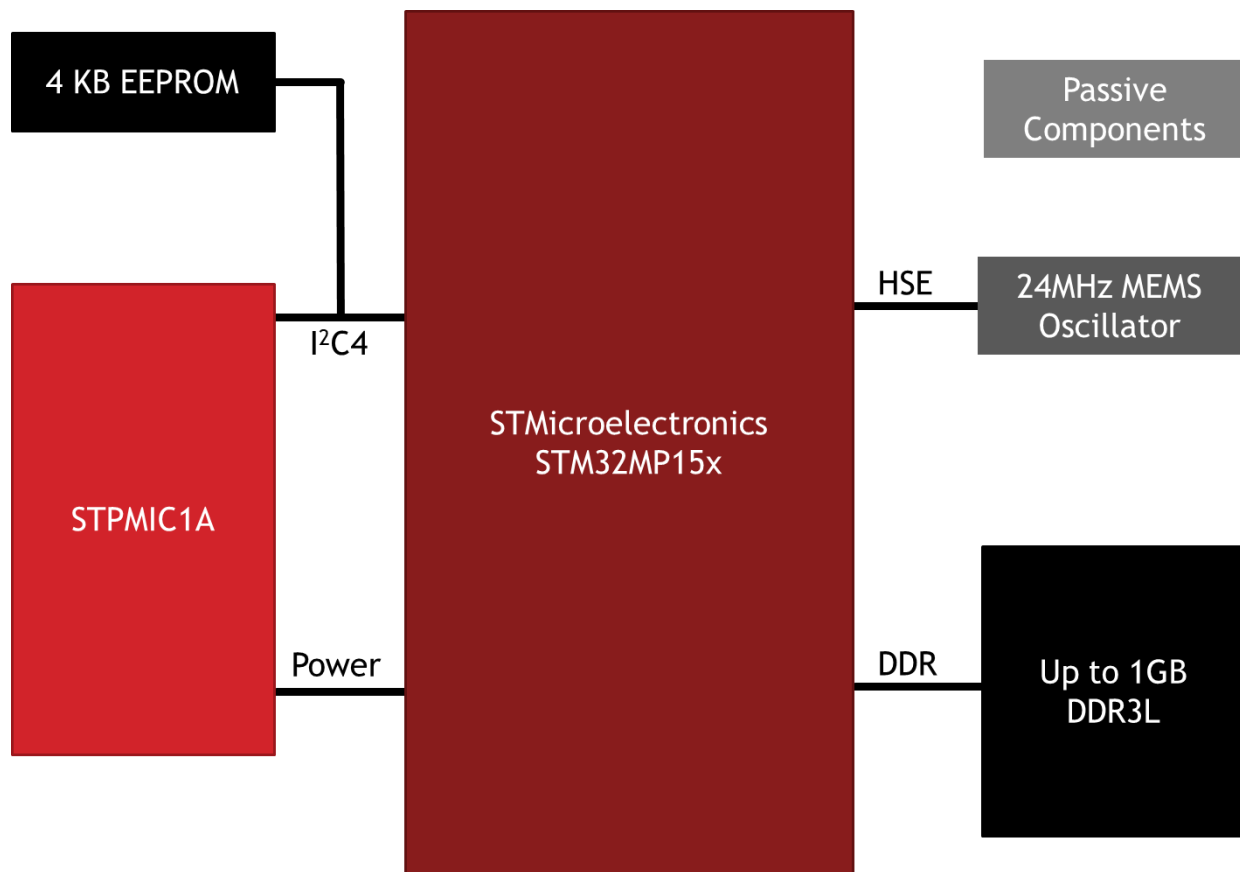 4 KB EEPROM
Passive
Components
HSE
24MHz MEMS
Oscillator
I²C4
STMicroelectronics
STM32MP15x
STPMIC1A
Power
DDR
Up to 1GB
DDR3L